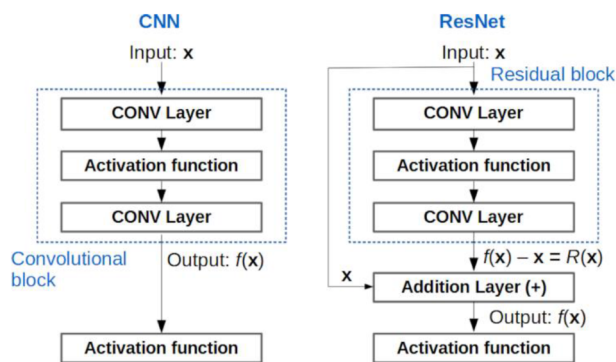 CNN
Input: x
CONV Layer
Activation function
CONV Layer
Convolutional
block
Output: f(x)
Activation function
ResNet
Input: x
Residual block
CONV Layer
Activation function
CONV Layer
f(x) – x = R(x)
x
Addition Layer (+)
Output: f(x)
Activation function